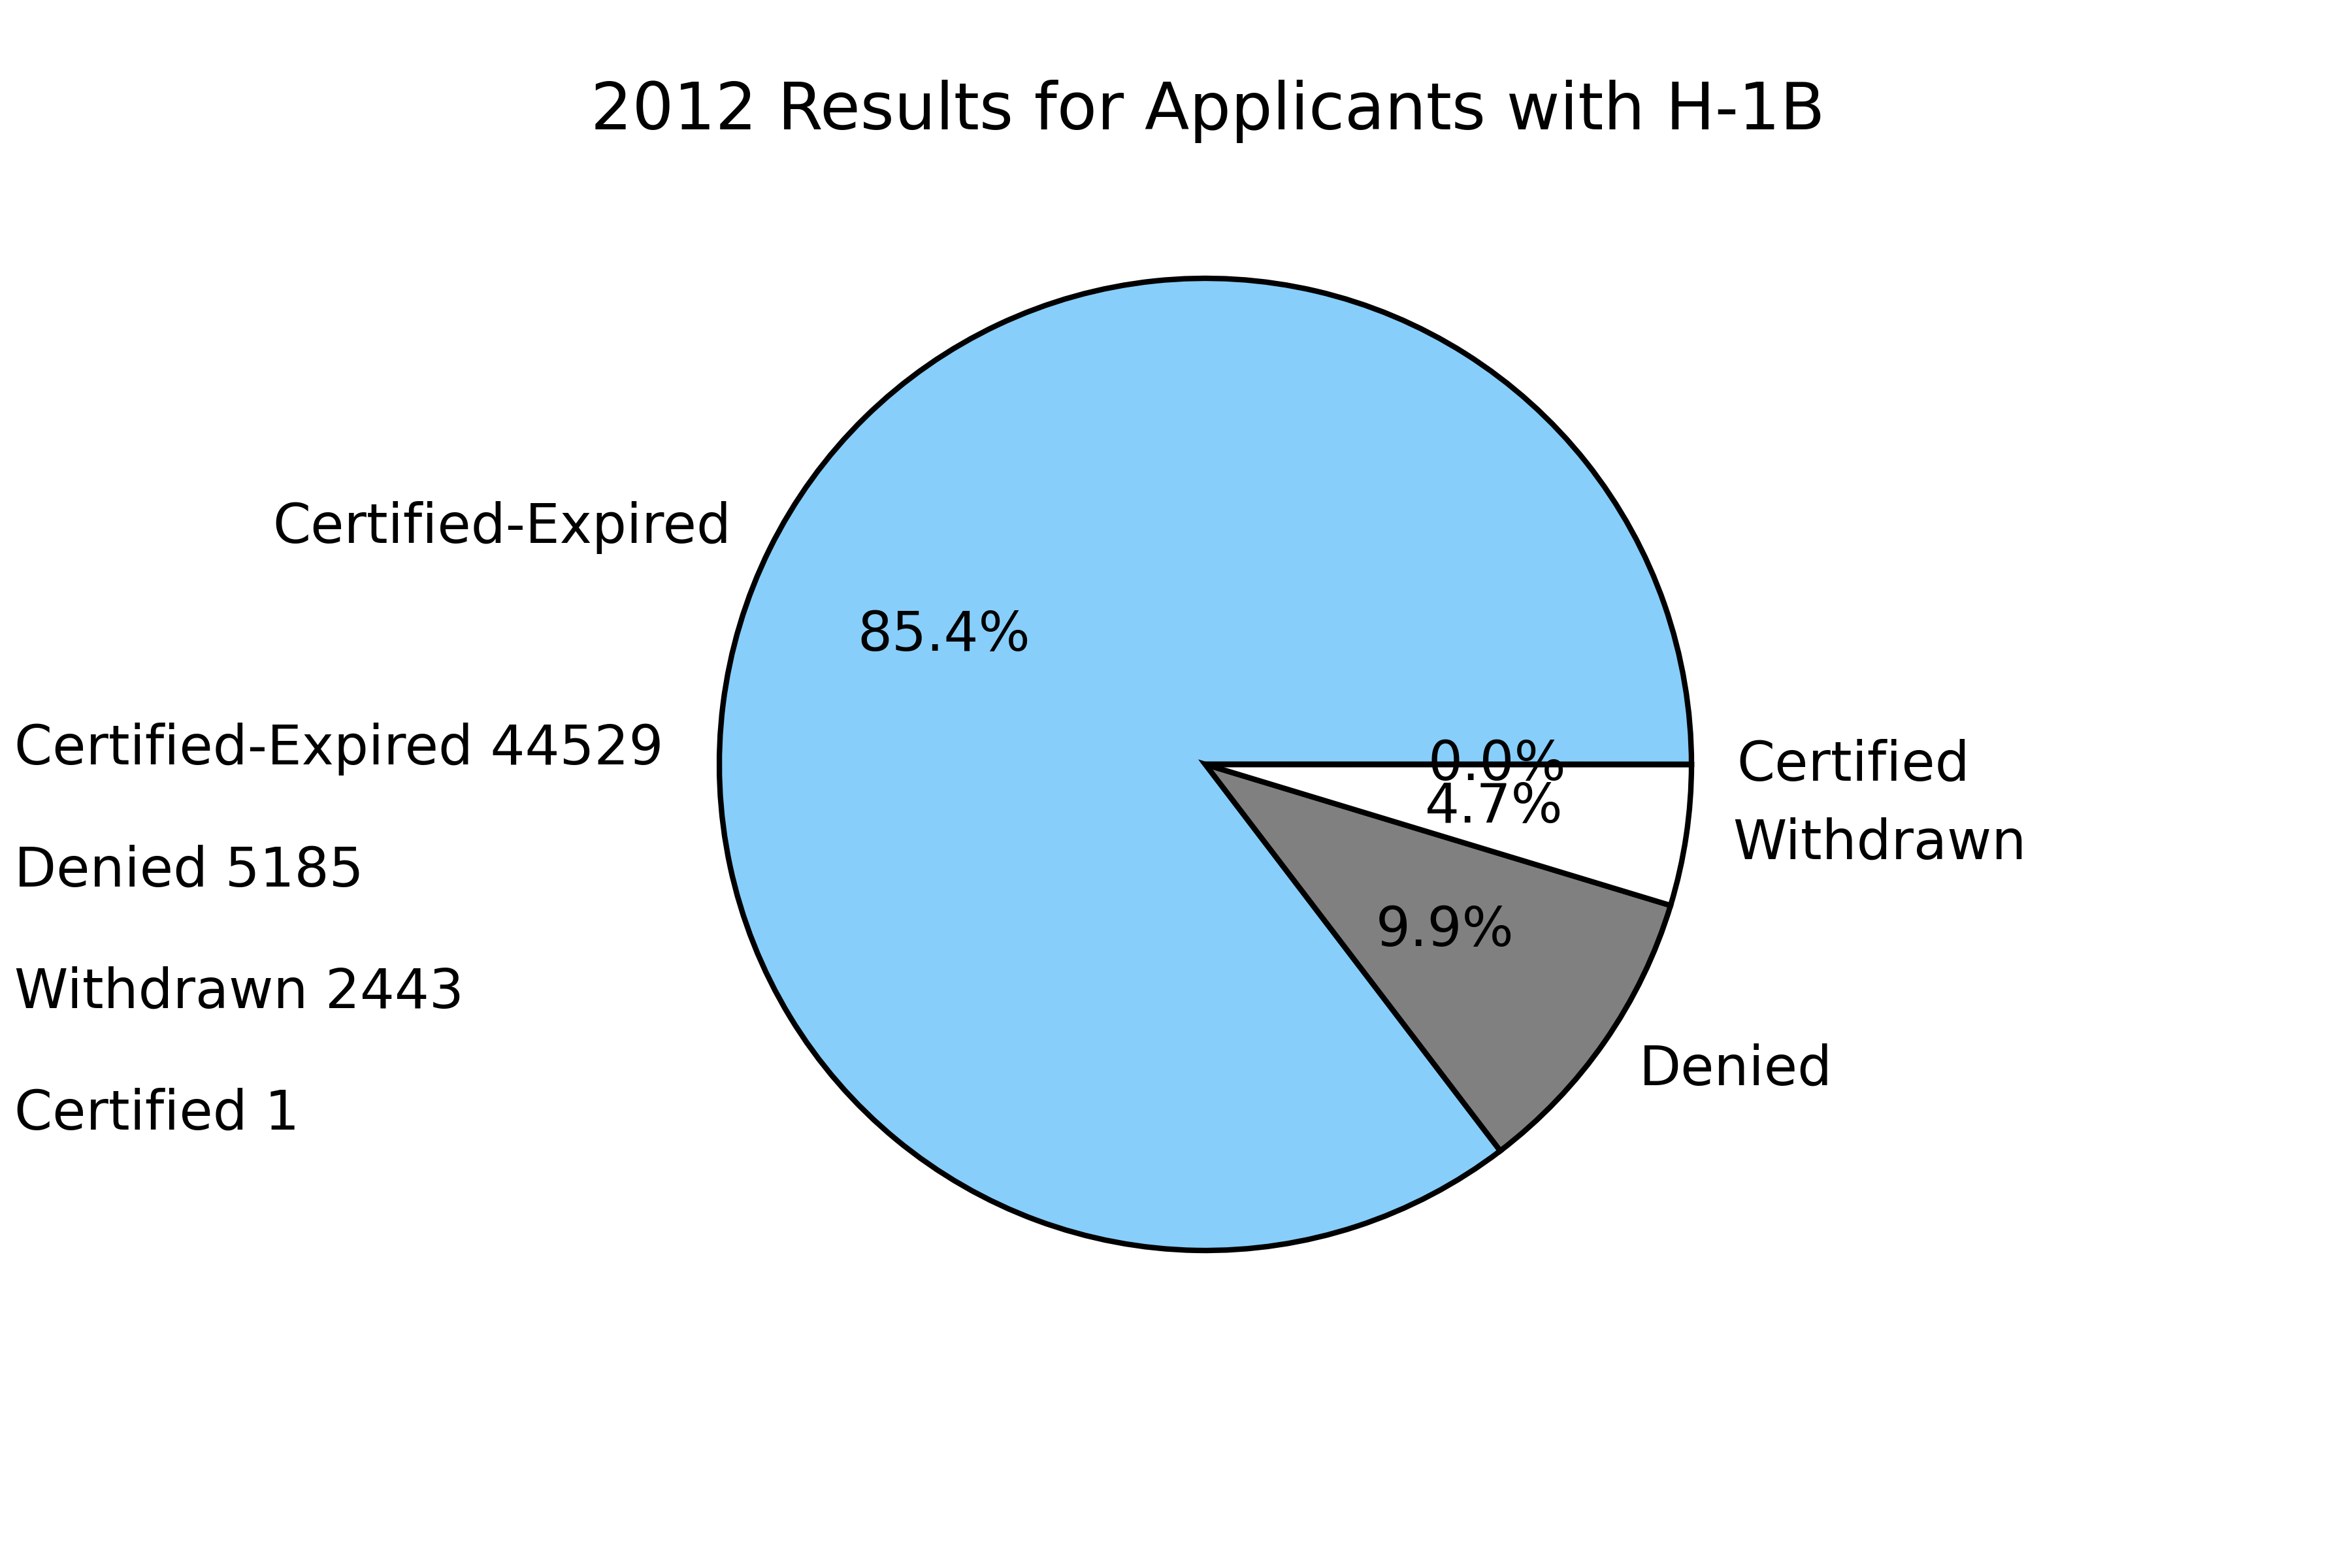 2012 Results for Applicants with H-1B
Certified-Expired
85.4%
Certified-Expired 44529
0.0%
Certified
4.7%
Withdrawn
Denied 5185
9.9%
Withdrawn 2443
Denied
Certified 1